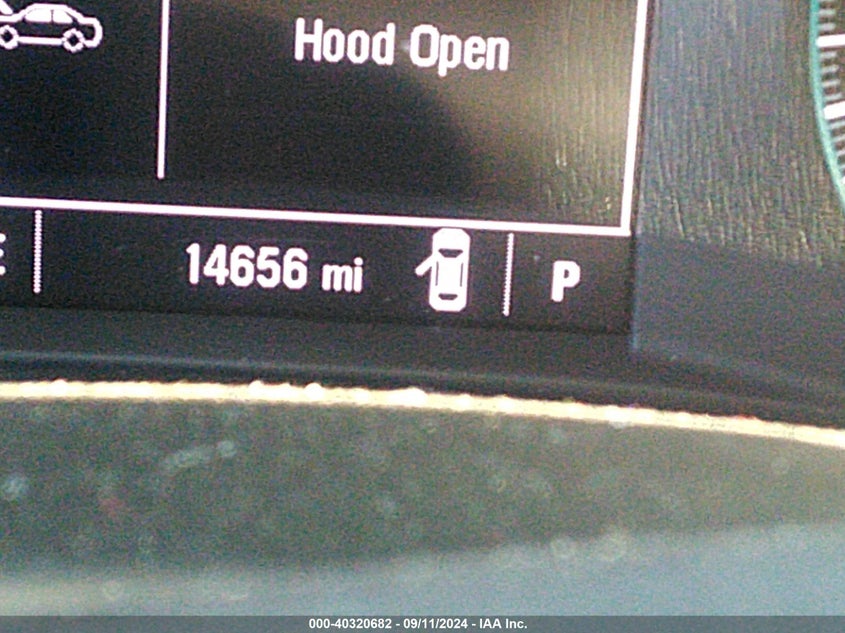 Hood Open
14656 mi
P
000-40320682 - 09/11/2024 - IAA Inc.